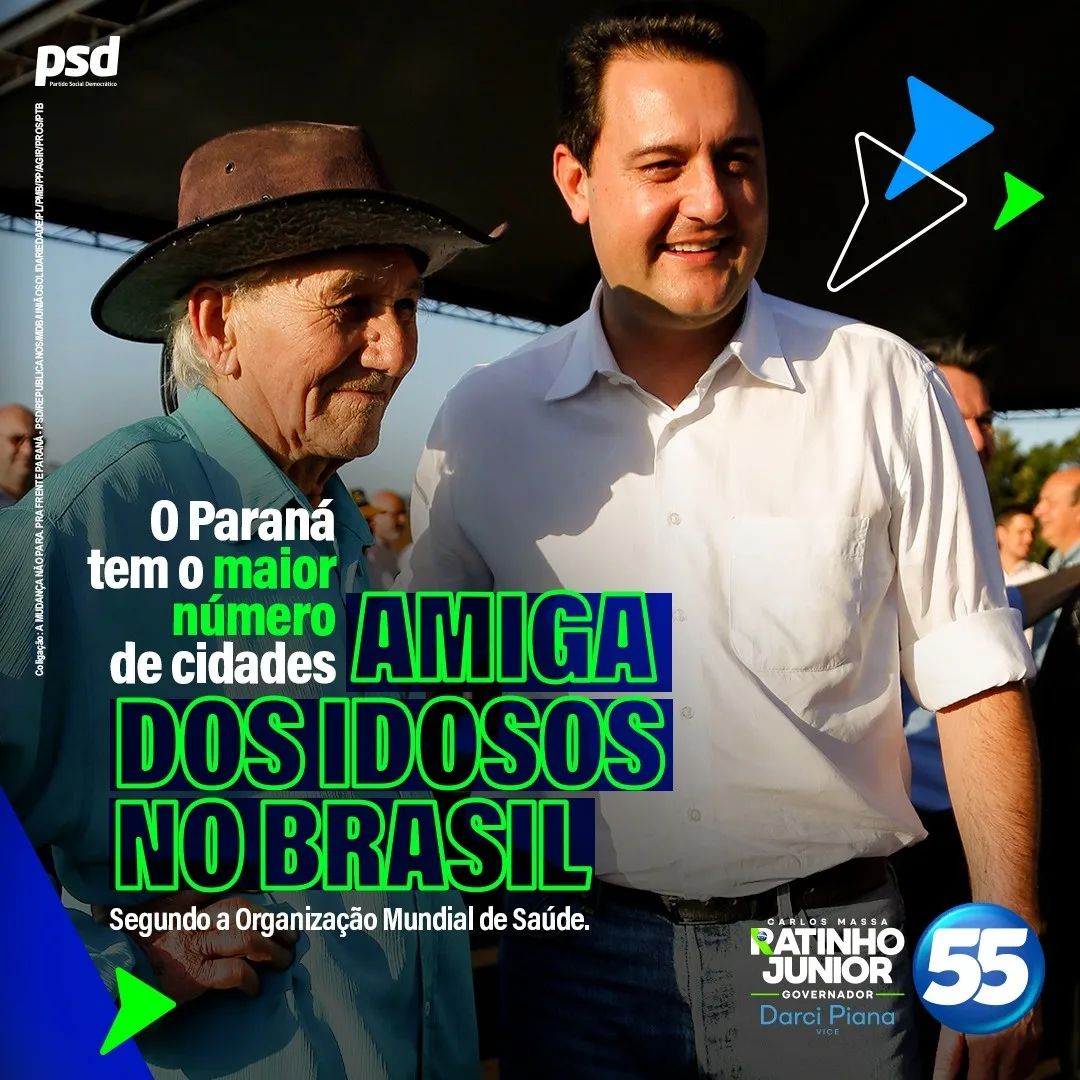 psd
Partido Social Democrático
Coligação: A MUDANÇA NÃO PARA. PRA FRENTE PARANÁ - PSD/REPUBLICANOS/MDB/UNIÃO/SOLIDARIEDADE/PL/PMB/PP/AGIR/PROS/PTB
O Paraná
tem o maior
número
de cidades AMIGA
DOS IDOSOS
NO BRASIL
Segundo a Organização Mundial de Saúde.
CARLOS MASSA
RATINHO
JUNIOR
GOVERNADOR
Darci Piana
VICE
55